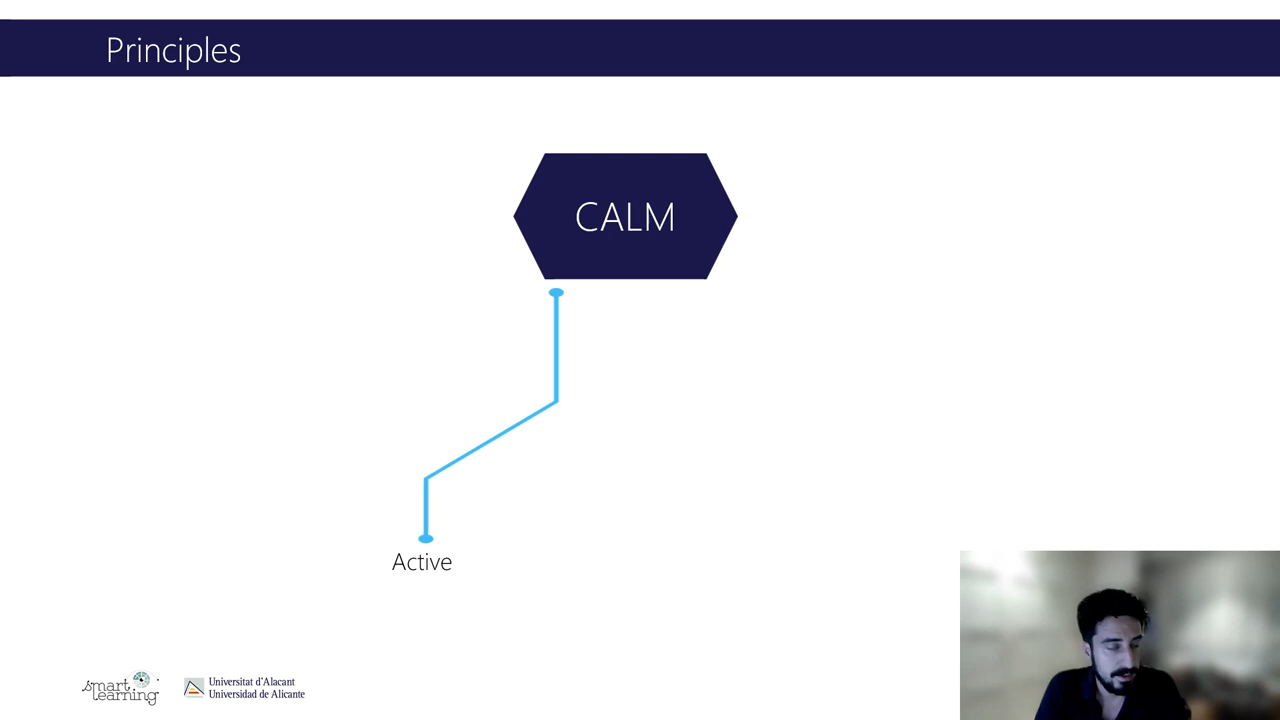 Principles
CALM
Active
smart
learning
Universitat d'Alacant
Universidad de Alicante